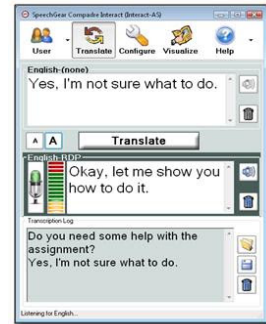 SpeechGear Compadre Interact (Interact-AS)
User Translate Configure Visualize Help
English-(none)
Yes, I'm not sure what to do.
A A Translate
English-RDP
Okay, let me show you
how to do it.
Transcription Log
Do you need some help with the
assignment?
Yes, I'm not sure what to do.
Listening for English...